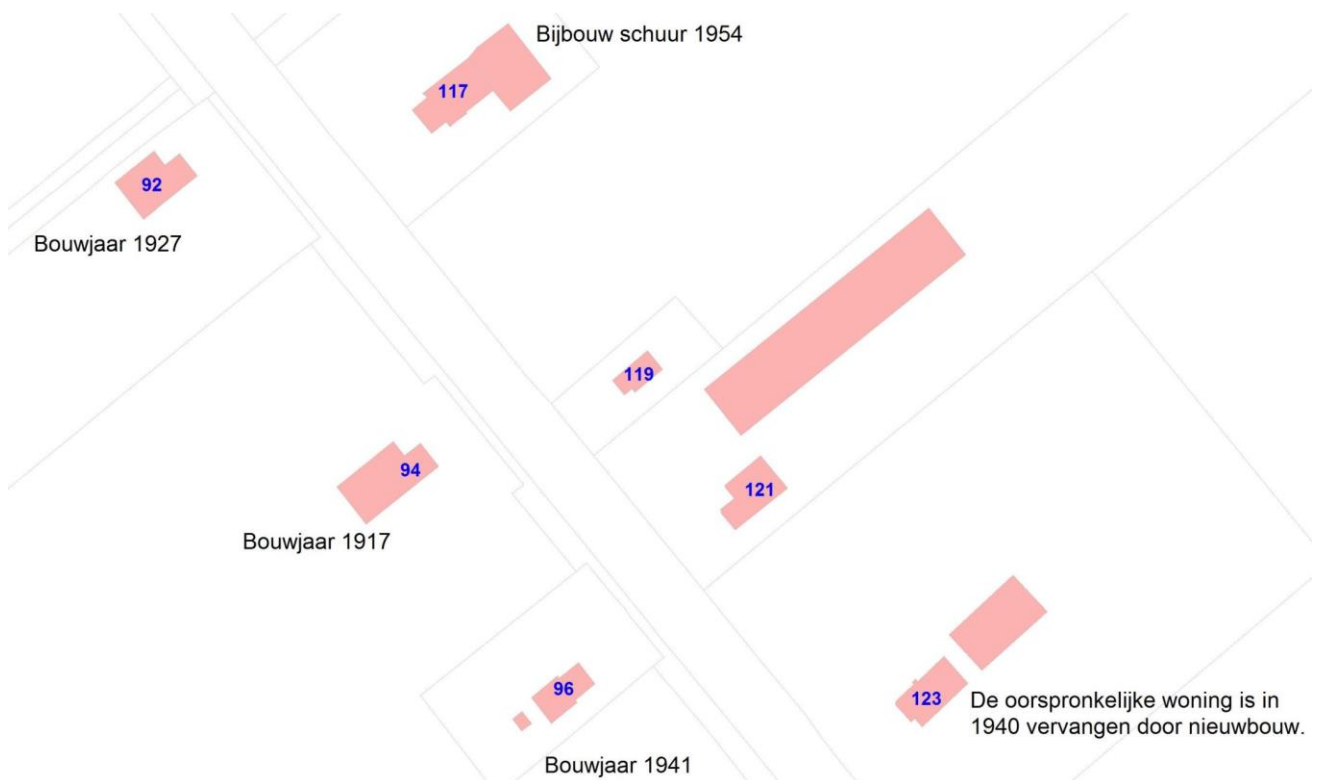 Bijbouw schuur 1954
117
92
Bouwjaar 1927
119
94
121
Bouwjaar 1917
96
123
De oorspronkelijke woning is in
1940 vervangen door nieuwbouw.
Bouwjaar 1941